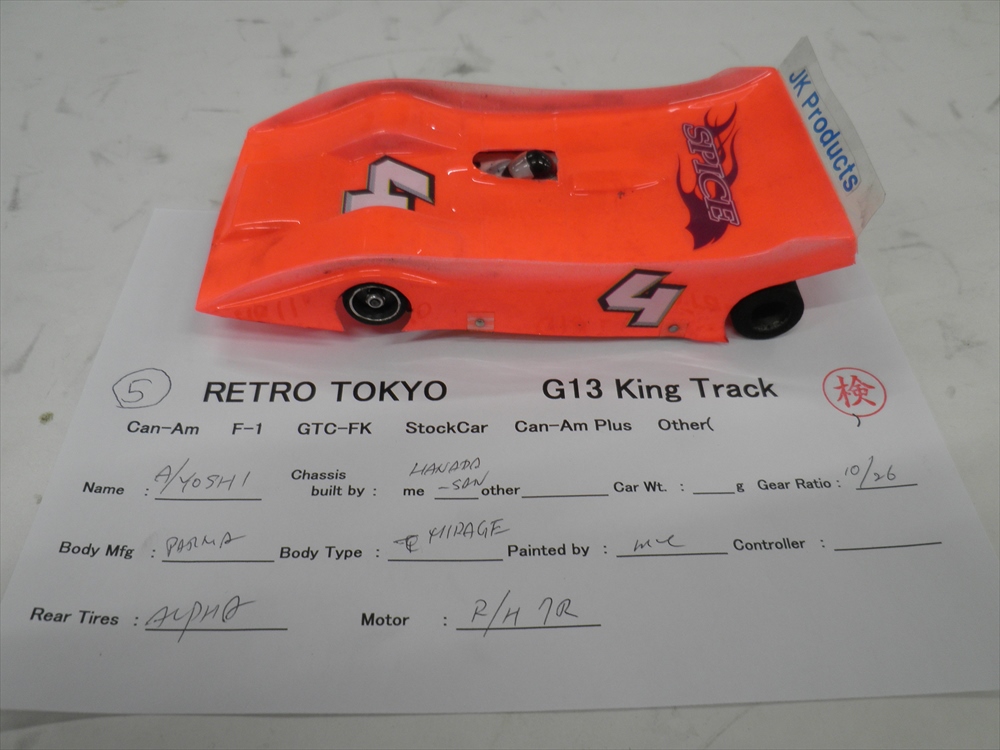 JK Products
SPICE
4
4
5 RETRO TOKYO G13 King Track 検
Can-Am F-1 GTC-FK StockCar Can-Am Plus Other( )
Name : A/YOSHI Chassis built by : me HANADA -SAN other Car Wt. : g Gear Ratio : 10/26
Body Mfg : PARMA Body Type : MIRAGE Painted by : me Controller :
Rear Tires : ALPHA Motor : R/H 7R